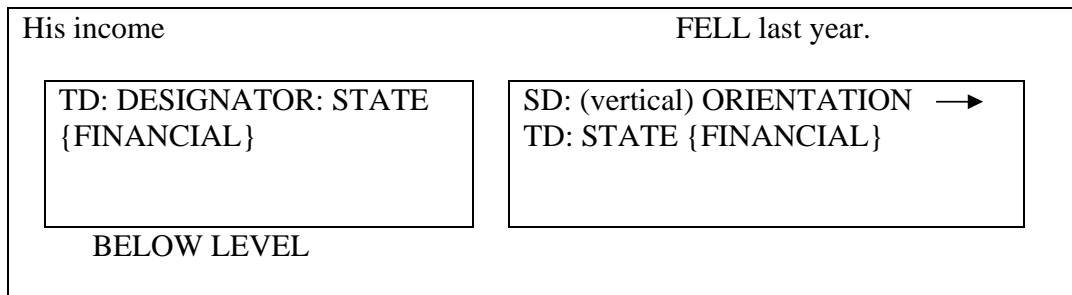 His income FELL last year.
TD: DESIGNATOR: STATE
{FINANCIAL}
SD: (vertical) ORIENTATION →
TD: STATE {FINANCIAL}
BELOW LEVEL